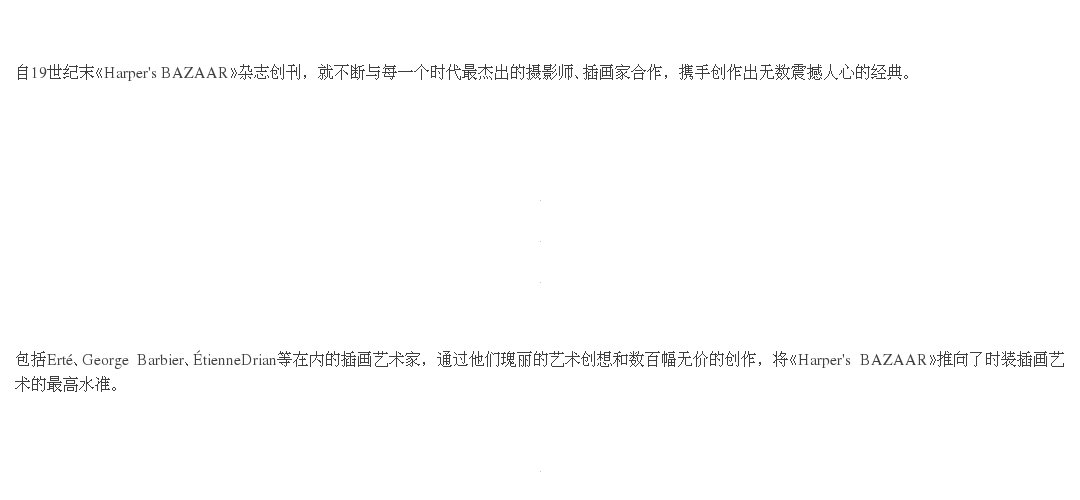 自19世纪末《Harper's BAZAAR》杂志创刊，就不断与每一个时代最杰出的摄影师、插画家合作，携手创作出无数震撼人心的经典。
包括Erté、George Barbier、ÉtienneDrian等在内的插画艺术家，通过他们瑰丽的艺术创想和数百幅无价的创作，将《Harper's BAZAAR》推向了时装插画艺
术的最高水准。